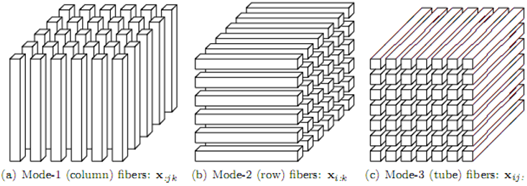 (a) Mode-1 (column) fibers: x:jk
(b) Mode-2 (row) fibers: xi:k
(c) Mode-3 (tube) fibers: xij: